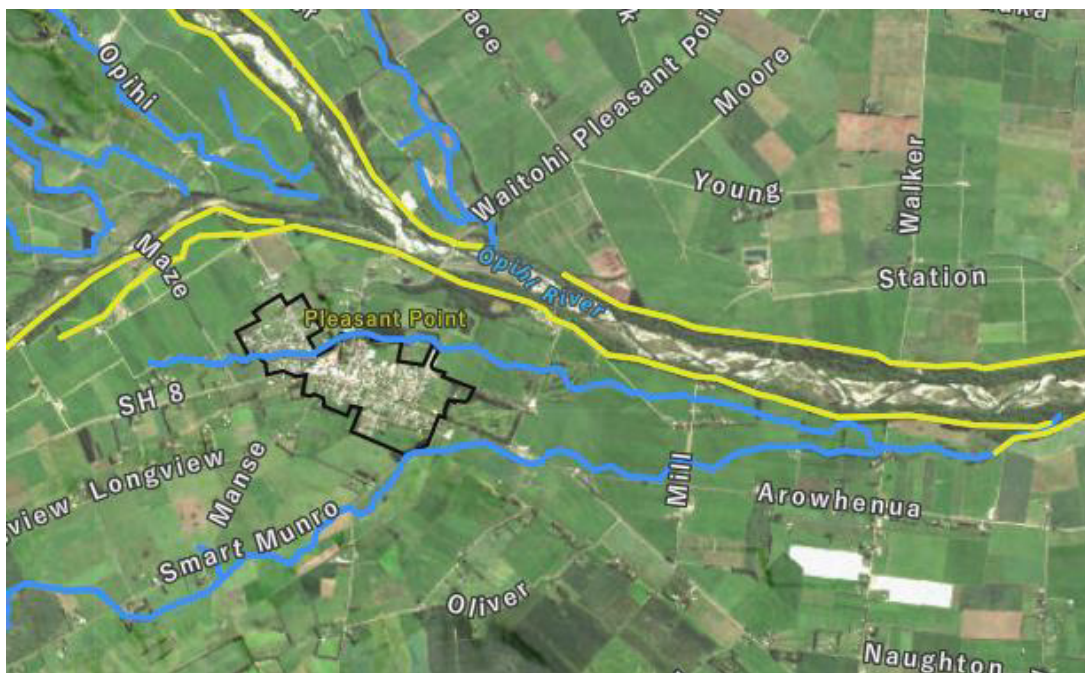 Opihi
Waitohi Pleasant Poin
Moore
Young
Walker
Opihi River
Station
Maze
Pleasant Point
SH 8
Longview
Manse
Smart Munro
Mill
Arowhenua
Oliver
Naughton